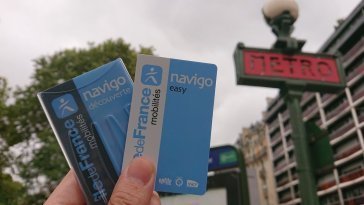 navigo
découverte
îledeFrance
mobilités
navigo
easy
îledeFrance
mobilités
METRO